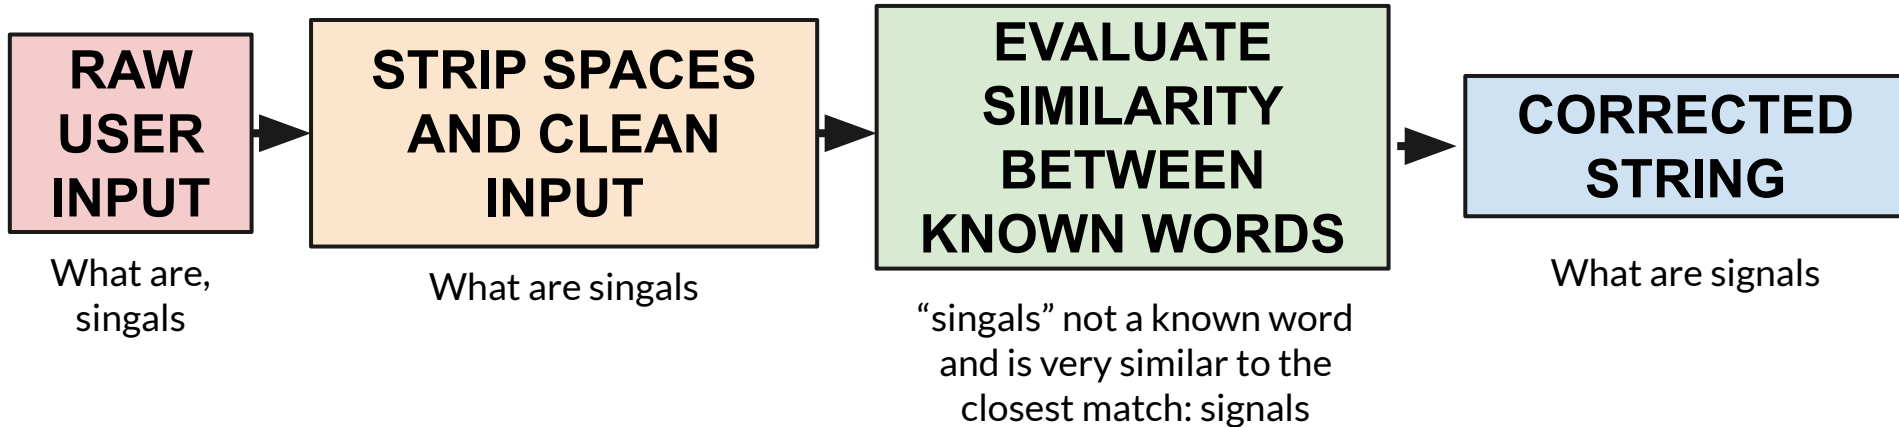 RAW
USER
INPUT
What are,
singals
STRIP SPACES
AND CLEAN
INPUT
What are singals
EVALUATE
SIMILARITY
BETWEEN
KNOWN WORDS
“singals” not a known word
and is very similar to the
closest match: signals
CORRECTED
STRING
What are signals